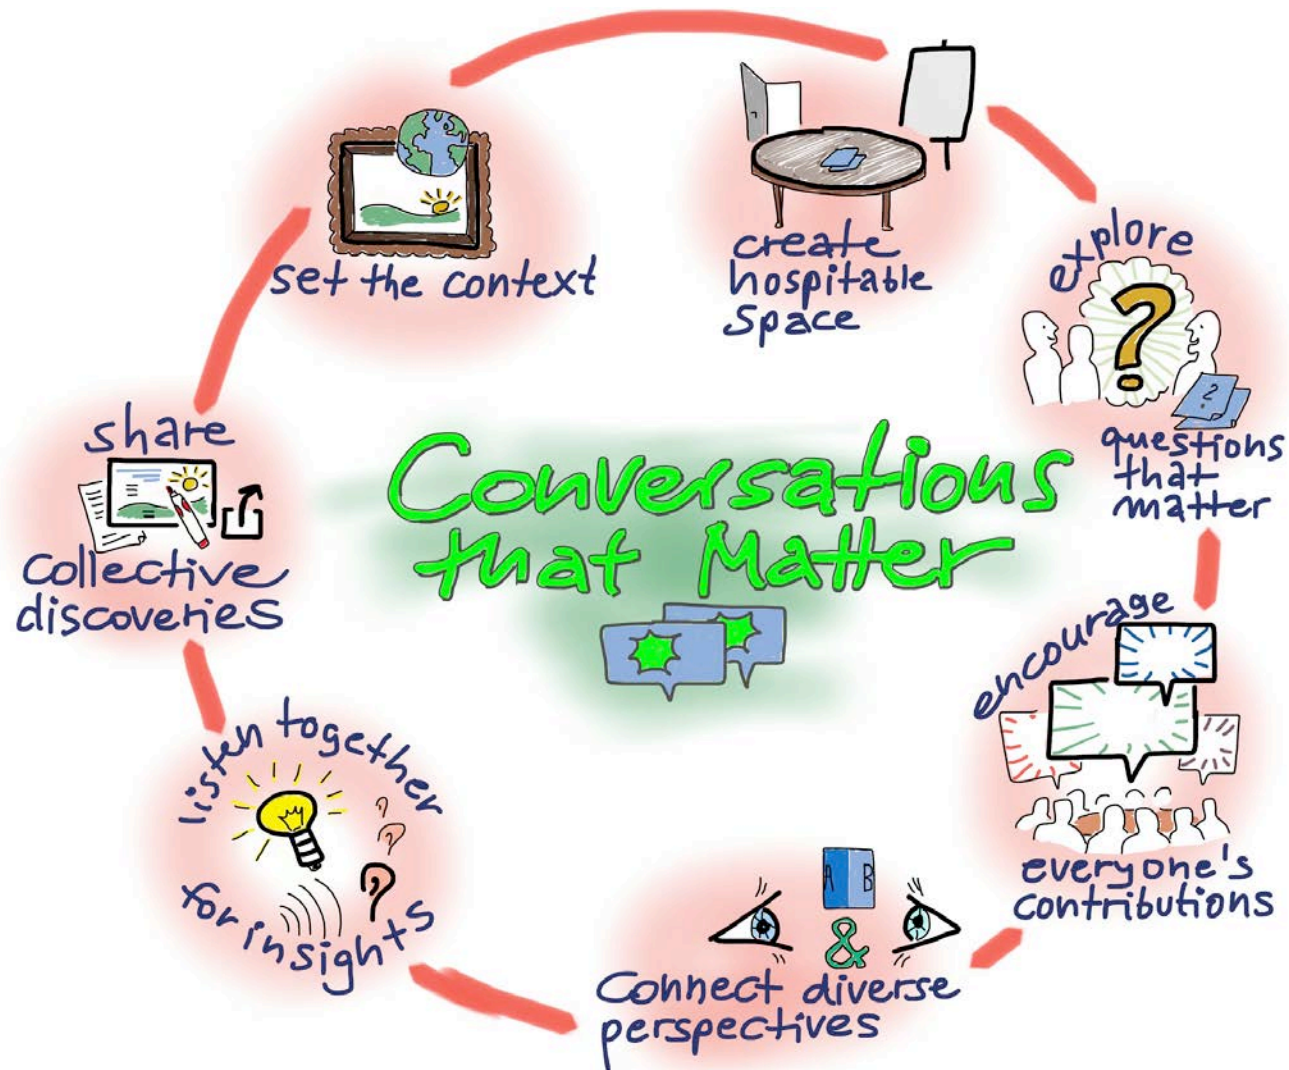 set the context
create
hospitable
space
explore
?
?
questions
that
matter
encourage
everyone's
contributions
A B
&
Connect diverse
perspectives
listen together
for insights
share
collective
discoveries
Conversations
that Matter